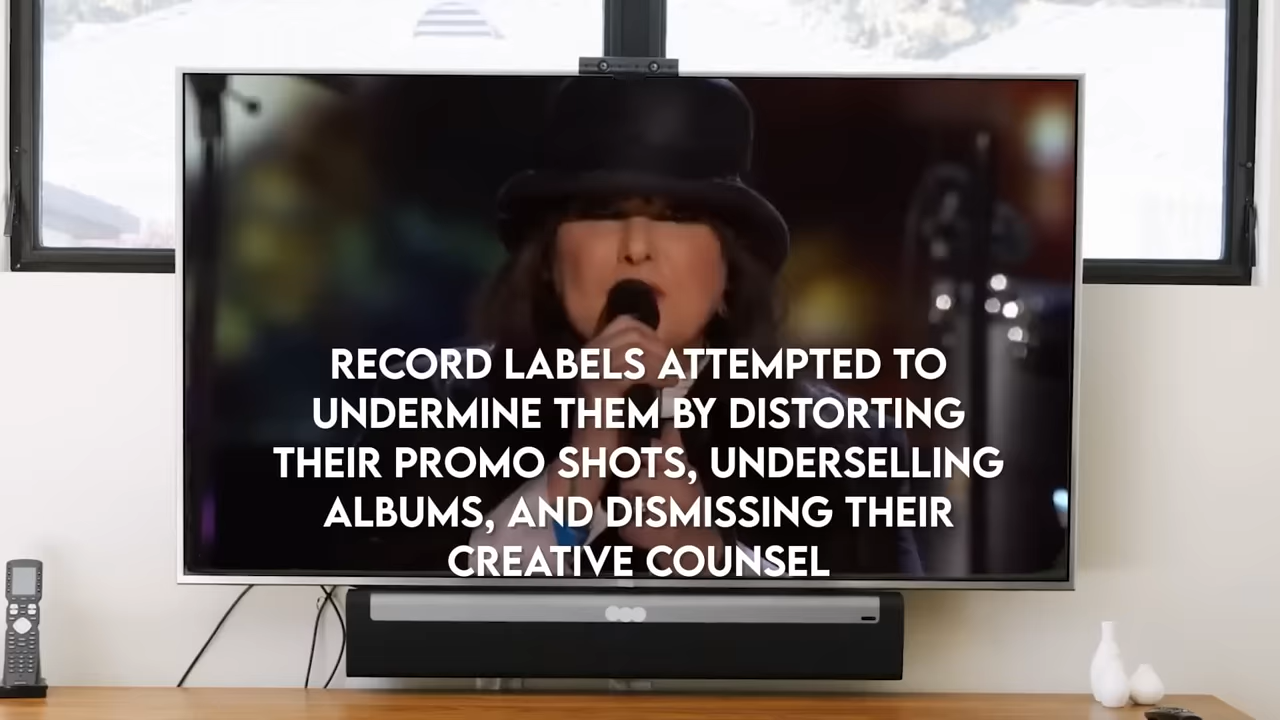 RECORD LABELS ATTEMPTED TO
UNDERMINE THEM BY DISTORTING
THEIR PROMO SHOTS, UNDERSELLING
ALBUMS, AND DISMISSING THEIR
CREATIVE COUNSEL